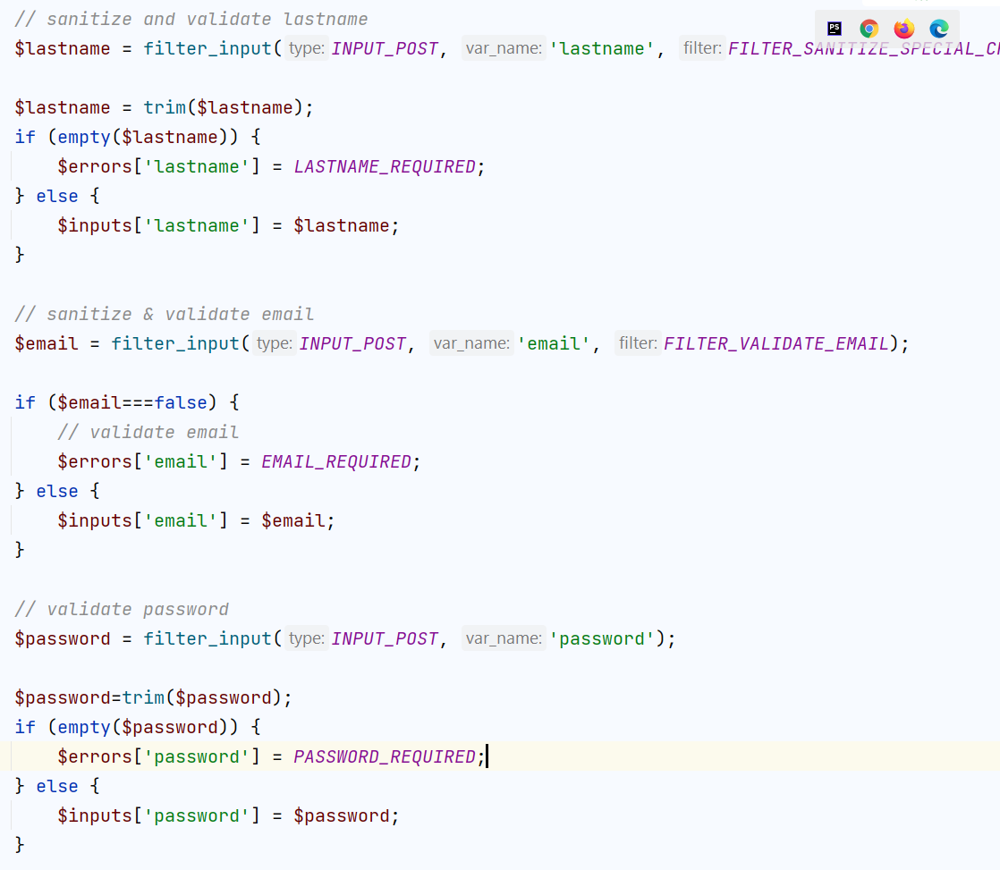 // sanitize and validate lastname
$lastname = filter_input( type: INPUT_POST, var_name: 'lastname', filter: FILTER_SANITIZE_SPECIAL_CH
$lastname = trim($lastname);
if (empty($lastname)) {
$errors['lastname'] = LASTNAME_REQUIRED;
} else {
$inputs['lastname'] = $lastname;
}
// sanitize & validate email
$email = filter_input( type: INPUT_POST, var_name: 'email', filter: FILTER_VALIDATE_EMAIL);
if ($email===false) {
// validate email
$errors['email'] = EMAIL_REQUIRED;
} else {
$inputs['email'] = $email;
}
// validate password
$password = filter_input( type: INPUT_POST, var_name: 'password');
$password=trim($password);
if (empty($password)) {
$errors['password'] = PASSWORD_REQUIRED;
} else {
$inputs['password'] = $password;
}